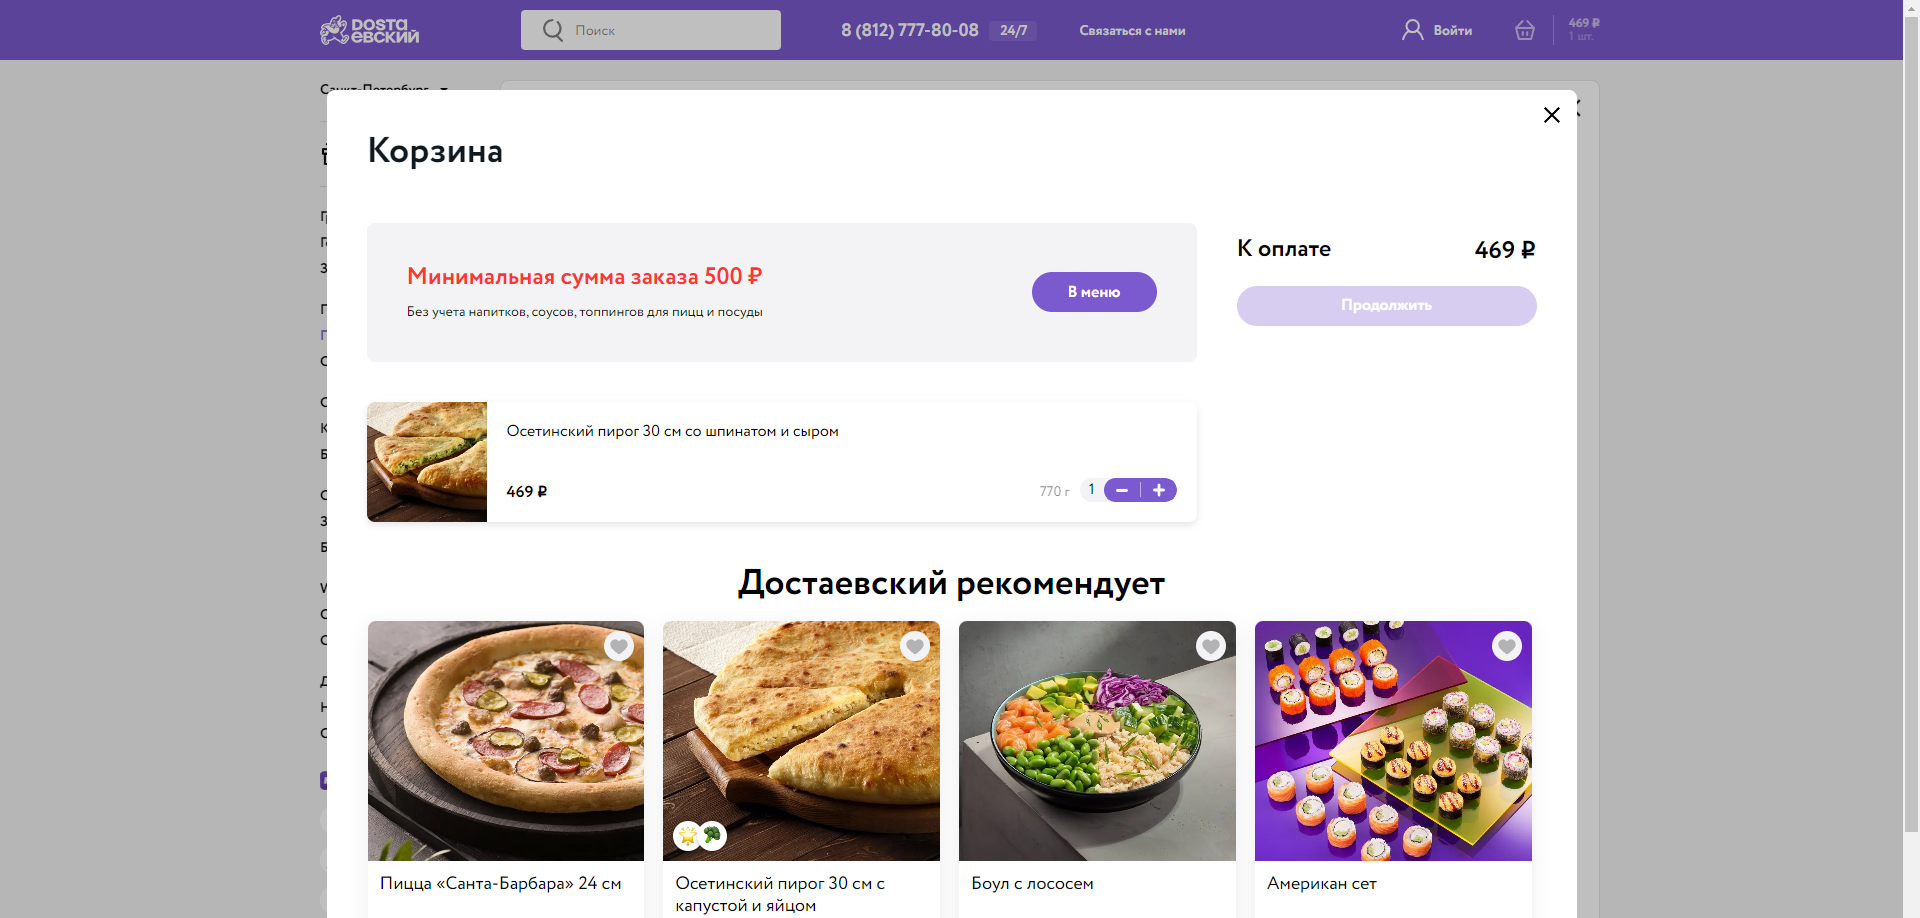 Dosta
евский
Поиск
8 (812) 777-80-08
24/7
Связаться с нами
Войти
469 ₽
1 шт.
Санкт-Петербург
Корзина
Минимальная сумма заказа 500 ₽
Без учета напитков, соусов, топпингов для пицц и посуды
В меню
К оплате
469 ₽
Продолжить
Осетинский пирог 30 см со шпинатом и сыром
469 ₽
770 г
1
Достаевский рекомендует
Пицца «Санта-Барбара» 24 см
Осетинский пирог 30 см с
капустой и яйцом
Боул с лососем
Американ сет